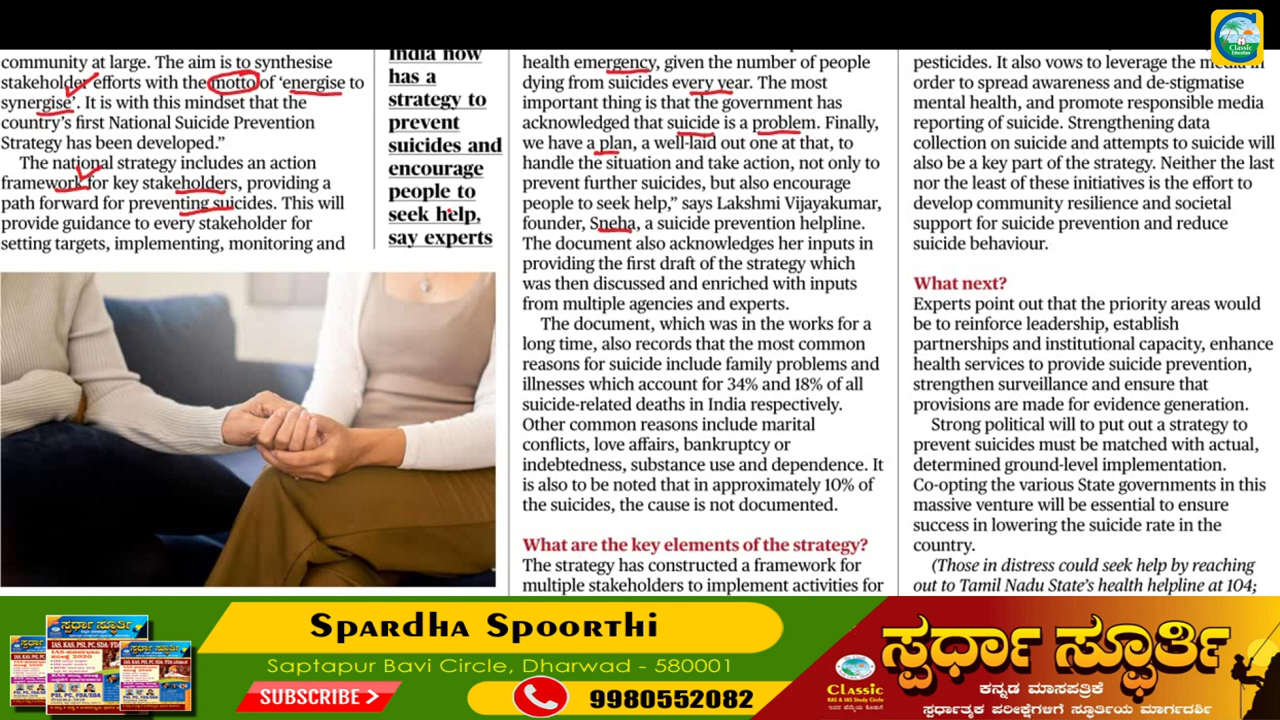 community at large. The aim is to synthesise
stakeholder efforts with the motto of ‘energise to
synergise’. It is with this mindset that the
country’s first National Suicide Prevention
Strategy has been developed.”
The national strategy includes an action
framework for key stakeholders, providing a
path forward for preventing suicides. This will
provide guidance to every stakeholder for
setting targets, implementing, monitoring and
India now
has a
strategy to
prevent
suicides and
encourage
people to
seek help,
say experts
health emergency, given the number of people
dying from suicides every year. The most
important thing is that the government has
acknowledged that suicide is a problem. Finally,
we have a plan, a well-laid out one at that, to
handle the situation and take action, not only to
prevent further suicides, but also encourage
people to seek help,” says Lakshmi Vijayakumar,
founder, Sneha, a suicide prevention helpline.
The document also acknowledges her inputs in
providing the first draft of the strategy which
was then discussed and enriched with inputs
from multiple agencies and experts.
The document, which was in the works for a
long time, also records that the most common
reasons for suicide include family problems and
illnesses which account for 34% and 18% of all
suicide-related deaths in India respectively.
Other common reasons include marital
conflicts, love affairs, bankruptcy or
indebtedness, substance use and dependence. It
is also to be noted that in approximately 10% of
the suicides, the cause is not documented.
What are the key elements of the strategy?
The strategy has constructed a framework for
multiple stakeholders to implement activities for
pesticides. It also vows to leverage the media in
order to spread awareness and de-stigmatise
mental health, and promote responsible media
reporting of suicide. Strengthening data
collection on suicide and attempts to suicide will
also be a key part of the strategy. Neither the last
nor the least of these initiatives is the effort to
develop community resilience and societal
support for suicide prevention and reduce
suicide behaviour.
What next?
Experts point out that the priority areas would
be to reinforce leadership, establish
partnerships and institutional capacity, enhance
health services to provide suicide prevention,
strengthen surveillance and ensure that
provisions are made for evidence generation.
Strong political will to put out a strategy to
prevent suicides must be matched with actual,
determined ground-level implementation.
Co-opting the various State governments in this
massive venture will be essential to ensure
success in lowering the suicide rate in the
country.
(Those in distress could seek help by reaching
out to Tamil Nadu State’s health helpline at 104;
Classic
Education
ಸ್ಪರ್ಧಾ ಸ್ಫೂರ್ತಿ
Spardha Spoorthi
Saptapur Bavi Circle Dharwad - 580001
SUBSCRIBE
9980552082
Classic
IAS & KAS Study Circle
ಸ್ಪರ್ಧಾ ಸ್ಫೂರ್ತಿ
ಕನ್ನಡ ಮಾಸಪತ್ರಿಕೆ
ಸ್ಪರ್ಧಾತ್ಮಕ ಪರೀಕ್ಷೆಗಳಿಗೆ ಸ್ಫೂರ್ತಿಯ ಮಾರ್ಗದರ್ಶಿ